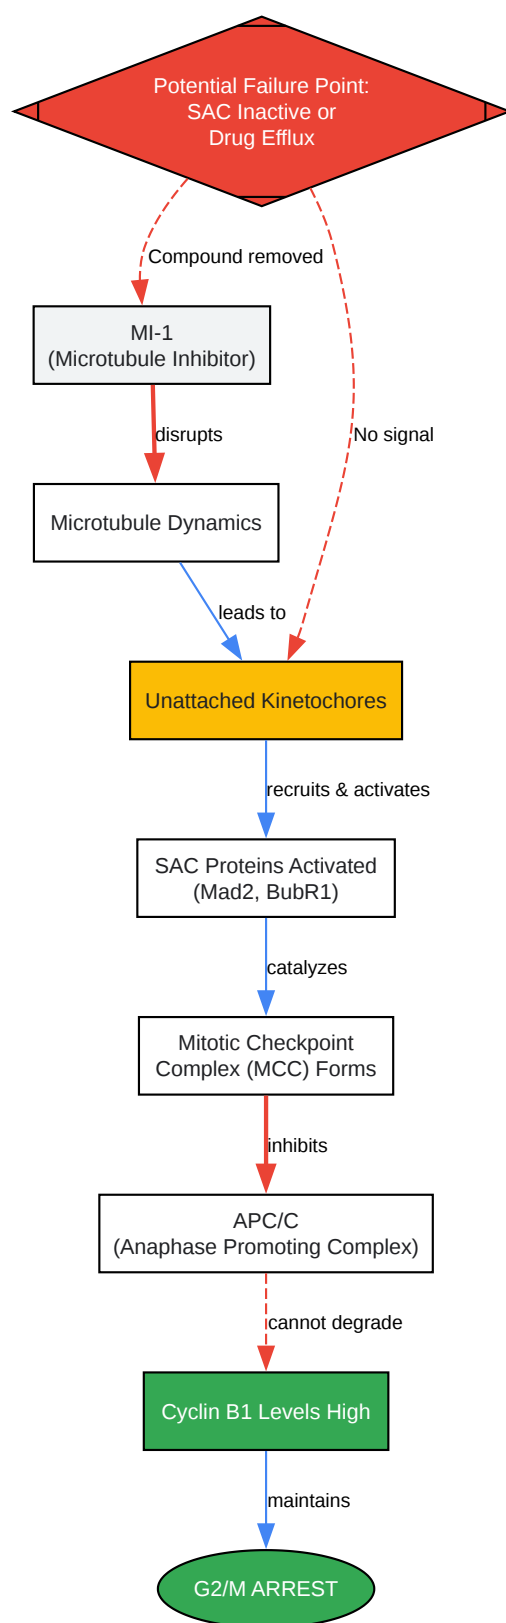 Potential Failure Point:
SAC Inactive or
Drug Efflux
Compound removed
MI-1
(Microtubule Inhibitor)
disrupts
No signal
Microtubule Dynamics
leads to
Unattached Kinetochores
recruits & activates
SAC Proteins Activated
(Mad2, BubR1)
catalyzes
Mitotic Checkpoint
Complex (MCC) Forms
inhibits
APC/C
(Anaphase Promoting Complex)
cannot degrade
Cyclin B1 Levels High
maintains
G2/M ARREST